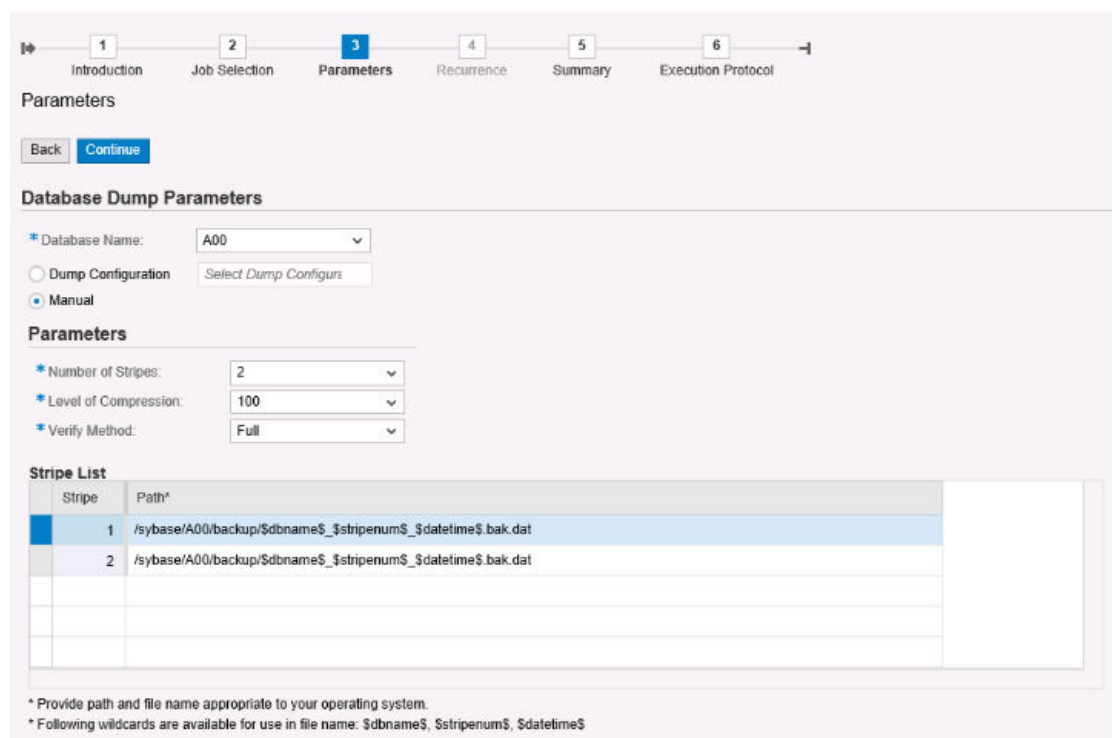 1 2 3 4 5 6
Introduction Job Selection Parameters Recurrence Summary Execution Protocol
Parameters
Back Continue
Database Dump Parameters
* Database Name: A00
Dump Configuration Select Dump Configura
Manual
Parameters
* Number of Stripes: 2
* Level of Compression: 100
* Verify Method: Full
Stripe List
Stripe Path*
1 /sybase/A00/backup/$dbname$_$stripenum$_$datetime$.bak.dat
2 /sybase/A00/backup/$dbname$_$stripenum$_$datetime$.bak.dat
* Provide path and file name appropriate to your operating system.
* Following wildcards are available for use in file name: $dbname$, $stripenum$, $datetime$